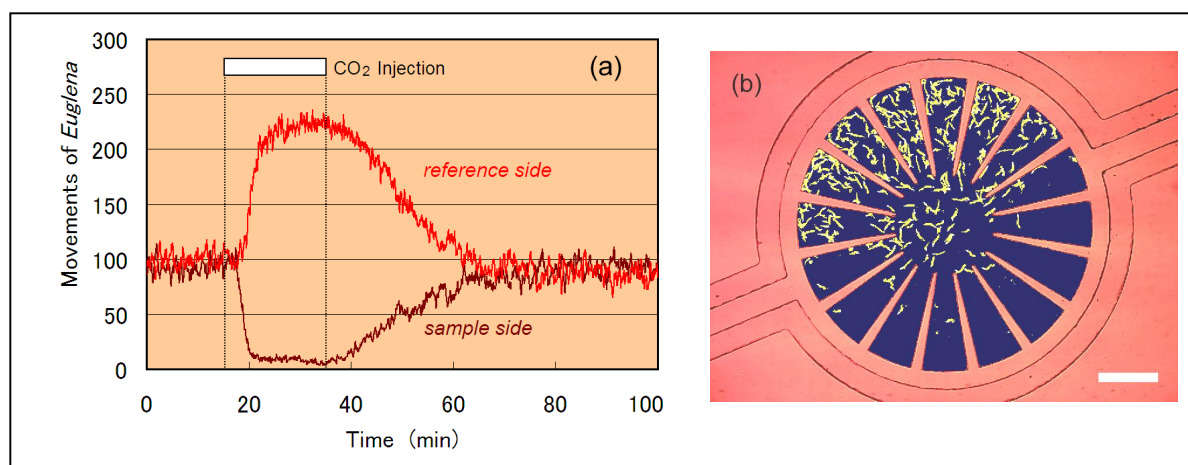 300
250
200
150
100
50
0
Movements of Euglena
CO₂ Injection
(a)
reference side
sample side
0 20 40 60 80 100
Time (min)
(b)